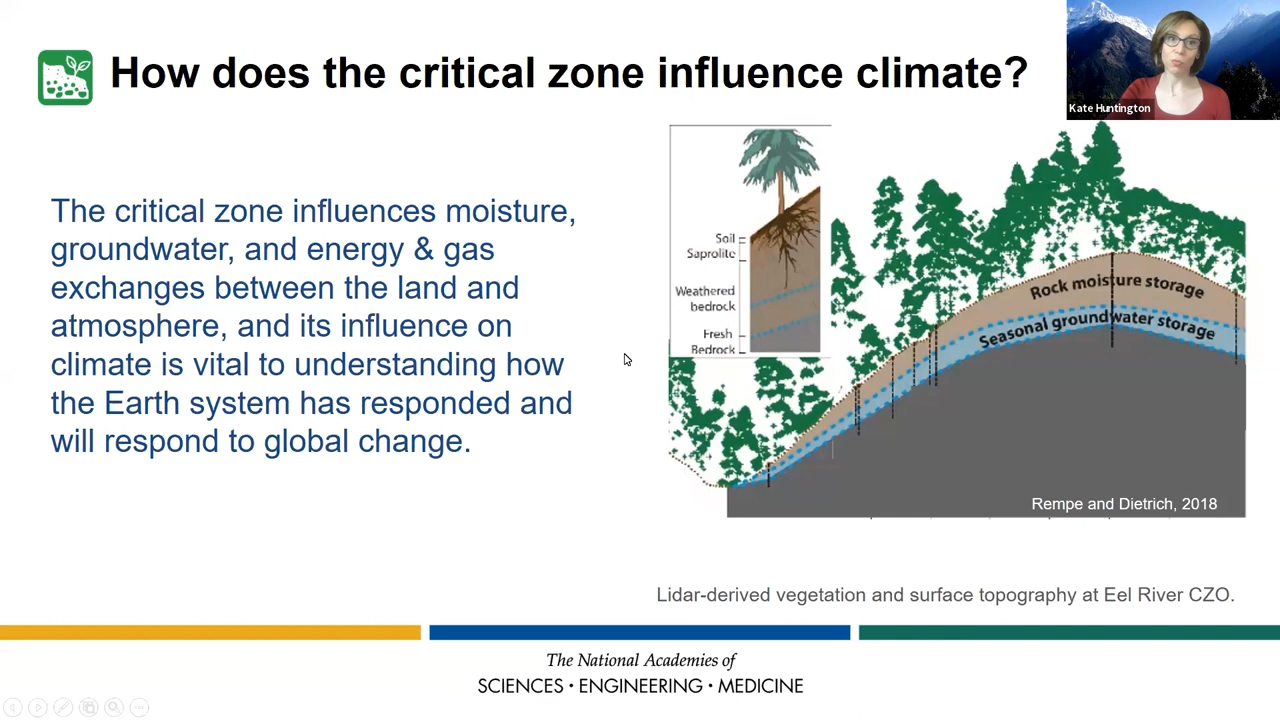 How does the critical zone influence climate?
Kate Huntington
The critical zone influences moisture,
groundwater, and energy & gas
exchanges between the land and
atmosphere, and its influence on
climate is vital to understanding how
the Earth system has responded and
will respond to global change.
Soil
Saprolite
Weathered
bedrock
Fresh
Bedrock
Rock moisture storage
Seasonal groundwater storage
Rempe and Dietrich, 2018
Lidar-derived vegetation and surface topography at Eel River CZO.
The National Academies of
SCIENCES · ENGINEERING · MEDICINE